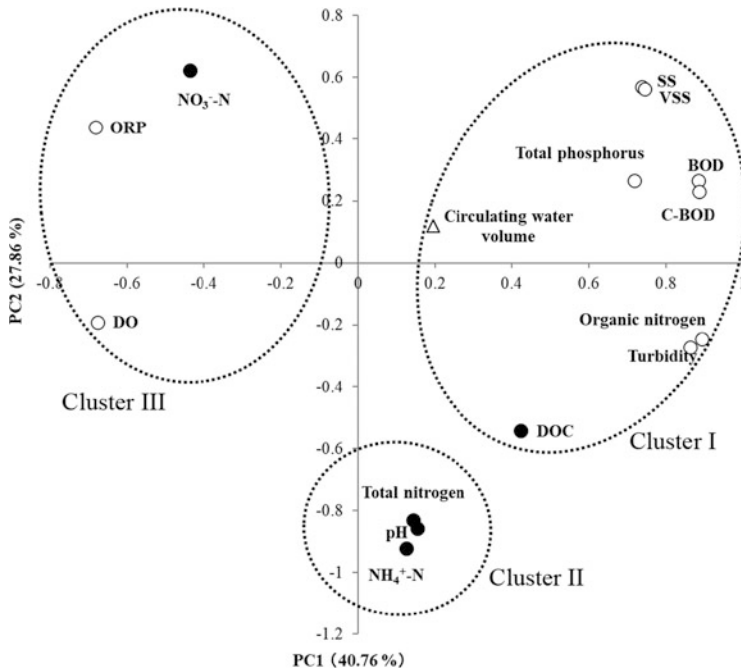 0.8
0.6
0.4
0.2
0
-0.2
-0.4
-0.6
-0.8
-1
-1.2
-0.8
-0.6
-0.4
-0.2
0
0.2
0.4
0.6
0.8
PC2 (27.86 %)
PC1 (40.76 %)
NO₃⁻-N
ORP
DO
Cluster III
SS
VSS
Total phosphorus
BOD
C-BOD
Circulating water
volume
Organic nitrogen
Turbidity
DOC
Cluster I
Total nitrogen
pH
NH₄⁺-N
Cluster II